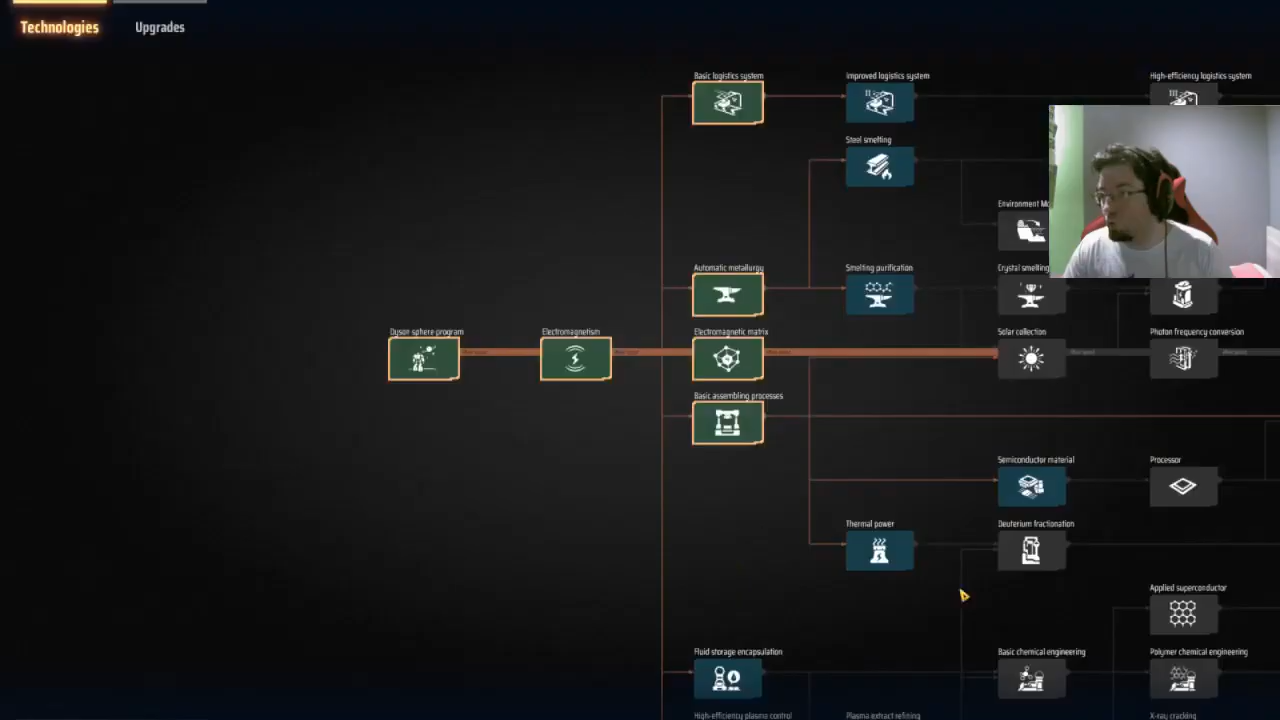 Technologies
Upgrades
Basic logistics system
Improved logistics system
High-efficiency logistics system
Steel smelting
Environment Mo
Automatic metallurgy
Smelting purification
Crystal smelting
Dyson sphere program
Electromagnetism
Electromagnetic matrix
Solar collection
Photon frequency conversion
Basic assembling processes
Semiconductor material
Processor
Thermal power
Deuterium fractionation
Applied superconductor
Fluid storage encapsulation
Basic chemical engineering
Polymer chemical engineering
High-efficiency plasma control
Plasma extract refining
X-ray cracking